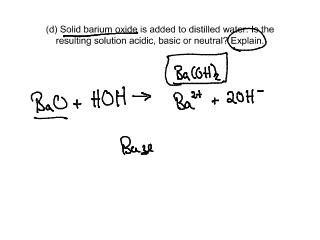 (d) Solid barium oxide is added to distilled water. Is the
resulting solution acidic, basic or neutral? Explain.
Ba(OH)₂
BaO + HOH → Ba²⁺ + 2OH⁻
Base